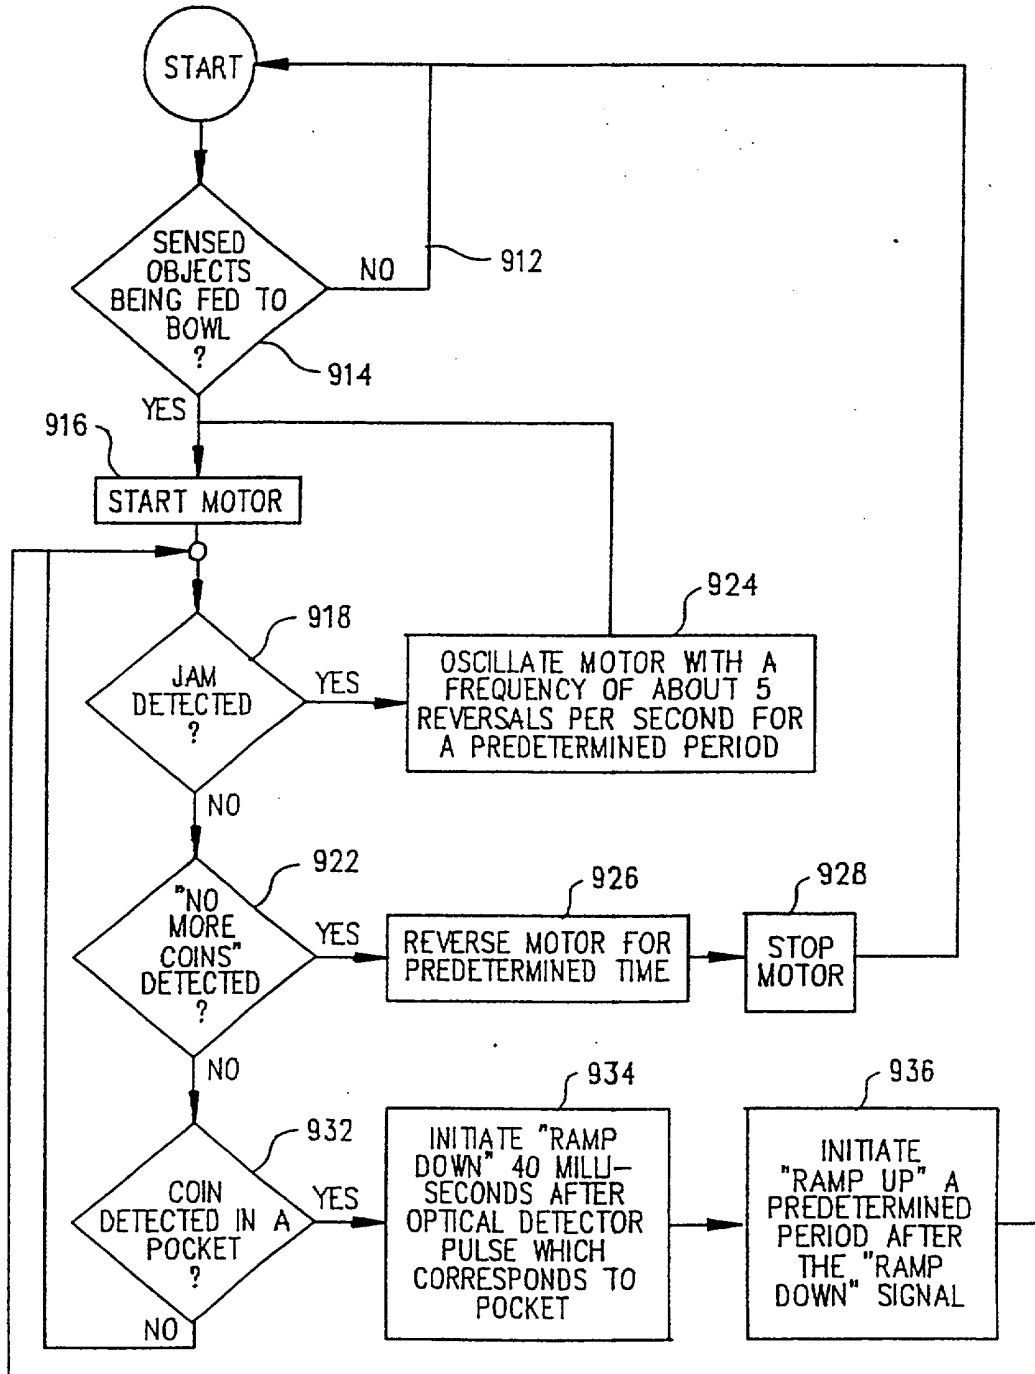 START
SENSED
OBJECTS
BEING FED TO
BOWL
?
NO
912
914
YES
916
START MOTOR
918
JAM
DETECTED
?
YES
924
OSCILLATE MOTOR WITH A
FREQUENCY OF ABOUT 5
REVERSALS PER SECOND FOR
A PREDETERMINED PERIOD
NO
922
"NO
MORE
COINS"
DETECTED
?
YES
926
REVERSE MOTOR FOR
PREDETERMINED TIME
928
STOP
MOTOR
NO
932
COIN
DETECTED IN A
POCKET
?
YES
934
INITIATE "RAMP
DOWN" 40 MILLI-
SECONDS AFTER
OPTICAL DETECTOR
PULSE WHICH
CORRESPONDS TO
POCKET
936
INITIATE
"RAMP UP" A
PREDETERMINED
PERIOD AFTER
THE "RAMP
DOWN" SIGNAL
NO